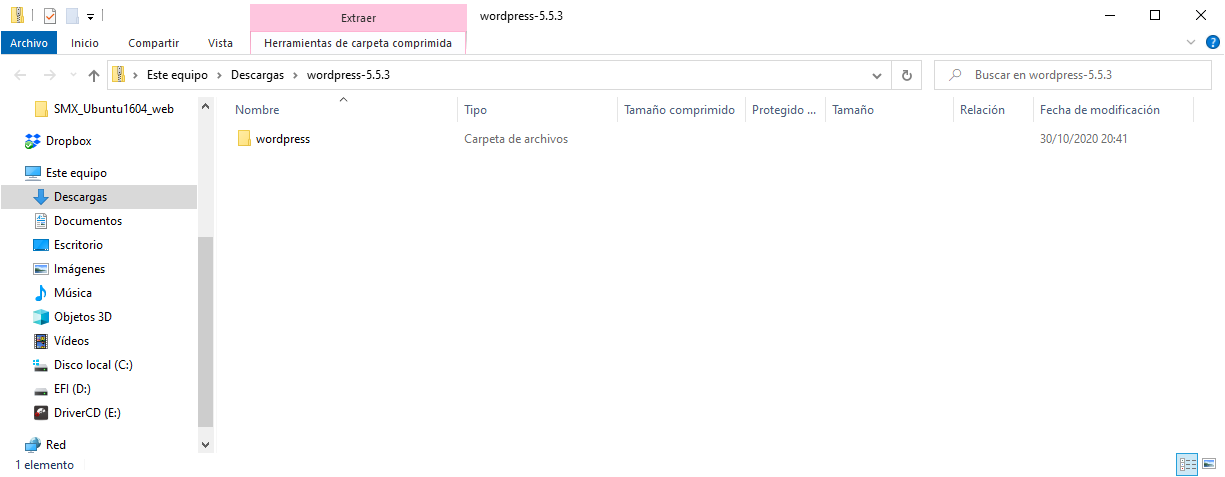 Extraer
wordpress-5.5.3
Archivo Inicio Compartir Vista Herramientas de carpeta comprimida
Este equipo > Descargas > wordpress-5.5.3
Buscar en wordpress-5.5.3
SMX_Ubuntu1604_web
Dropbox
Este equipo
Descargas
Documentos
Escritorio
Imágenes
Música
Objetos 3D
Vídeos
Disco local (C:)
EFI (D:)
DriverCD (E:)
Red
Nombre Tipo Tamaño comprimido Protegido ... Tamaño Relación Fecha de modificación
wordpress Carpeta de archivos 30/10/2020 20:41
1 elemento